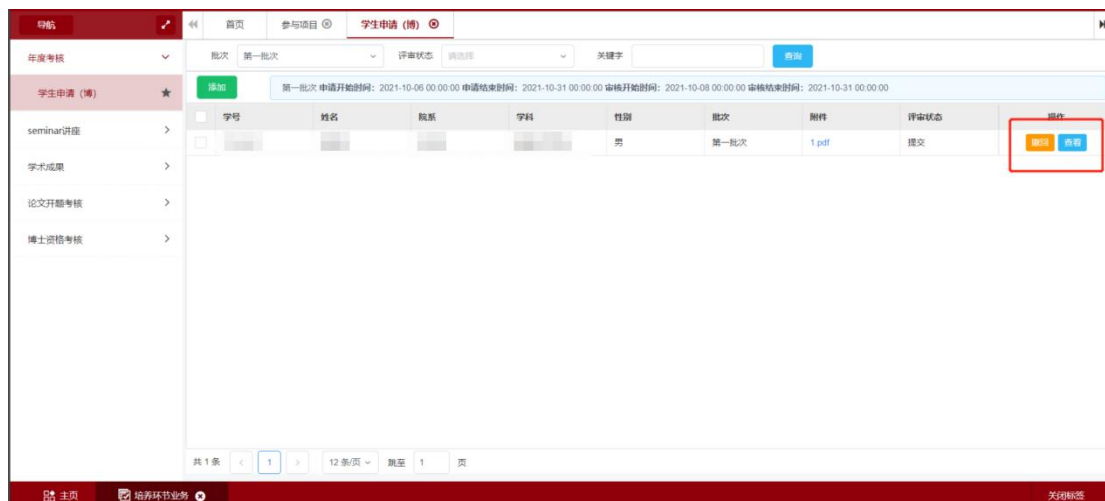 导航
首页 参与项目 学生申请 (博)
年度考核
学生申请 (博)
seminar讲座
学术成果
论文开题考核
博士资格考核
批次 第一批次 评审状态 请选择 关键字 查询
添加 第一批次 申请开始时间：2021-10-06 00:00:00 申请结束时间：2021-10-31 00:00:00 审核开始时间：2021-10-08 00:00:00 审核结束时间：2021-10-31 00:00:00
学号 姓名 院系 学科 性别 批次 附件 评审状态 操作
男 第一批次 1.pdf 提交 撤回 查看
共 1 条 1 12 条/页 跳至 1 页
主页 培养环节业务 关闭标签